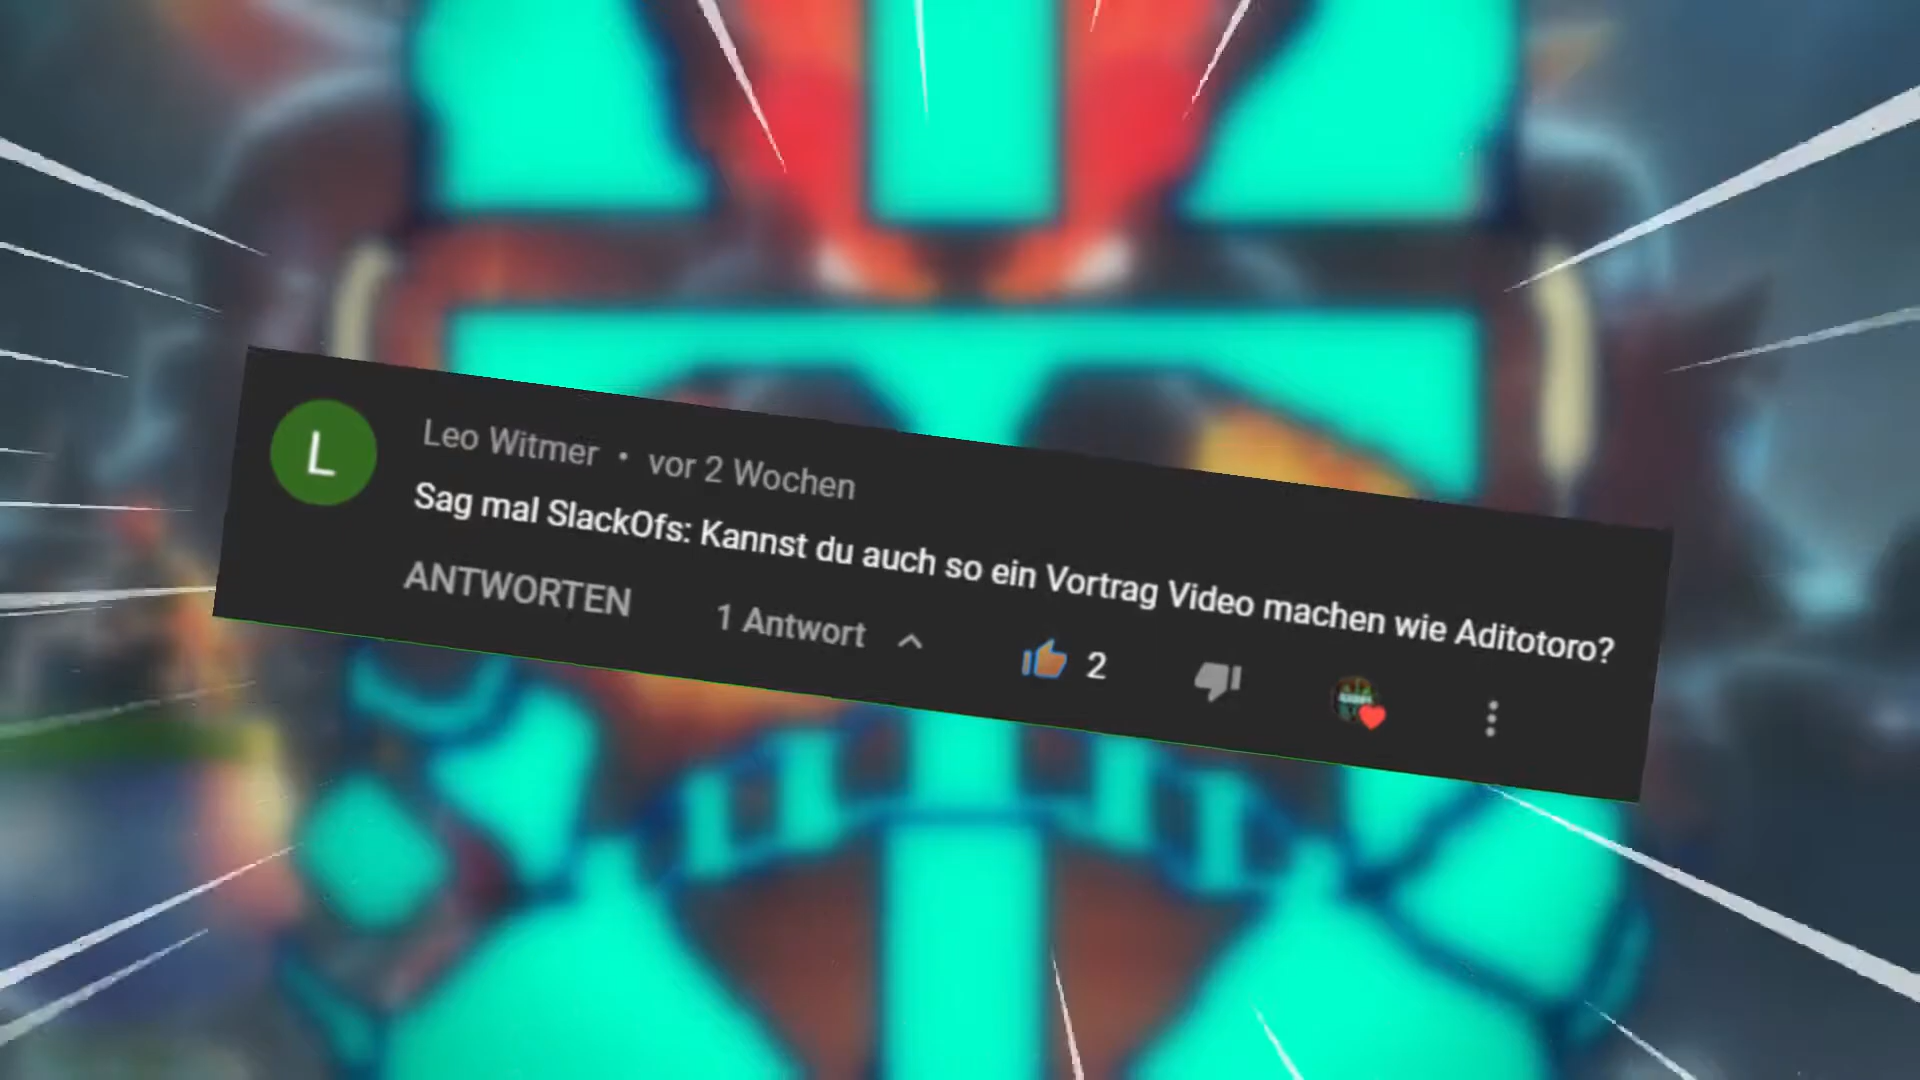 L
Leo Witmer • vor 2 Wochen
Sag mal SlackOfs: Kannst du auch so ein Vortrag Video machen wie Aditotoro?
ANTWORTEN 1 Antwort 2